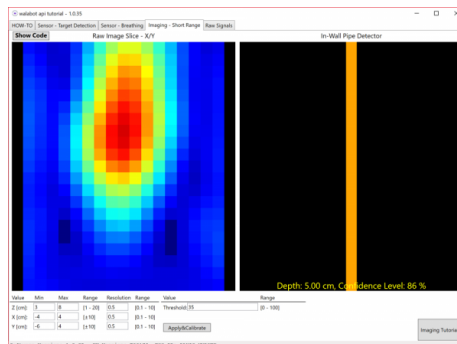 walabot api tutorial - 1.0.35
HOW-TO Sensor - Target Detection Sensor - Breathing Imaging - Short Range Raw Signals
Show Code Raw Image Slice - X/Y In-Wall Pipe Detector
Depth: 5.00 cm, Confidence Level: 86 %
Value Min Max Range Resolution Range Value Range
Z [cm] 3 8 [1 - 20] 0.5 [0.1 - 10] Threshold 35 [0 - 100]
X [cm] -4 4 [±10] 0.5 [0.1 - 10]
Y [cm] -6 4 [±10] 0.5 [0.1 - 10] Apply&Calibrate
Imaging Tutorial